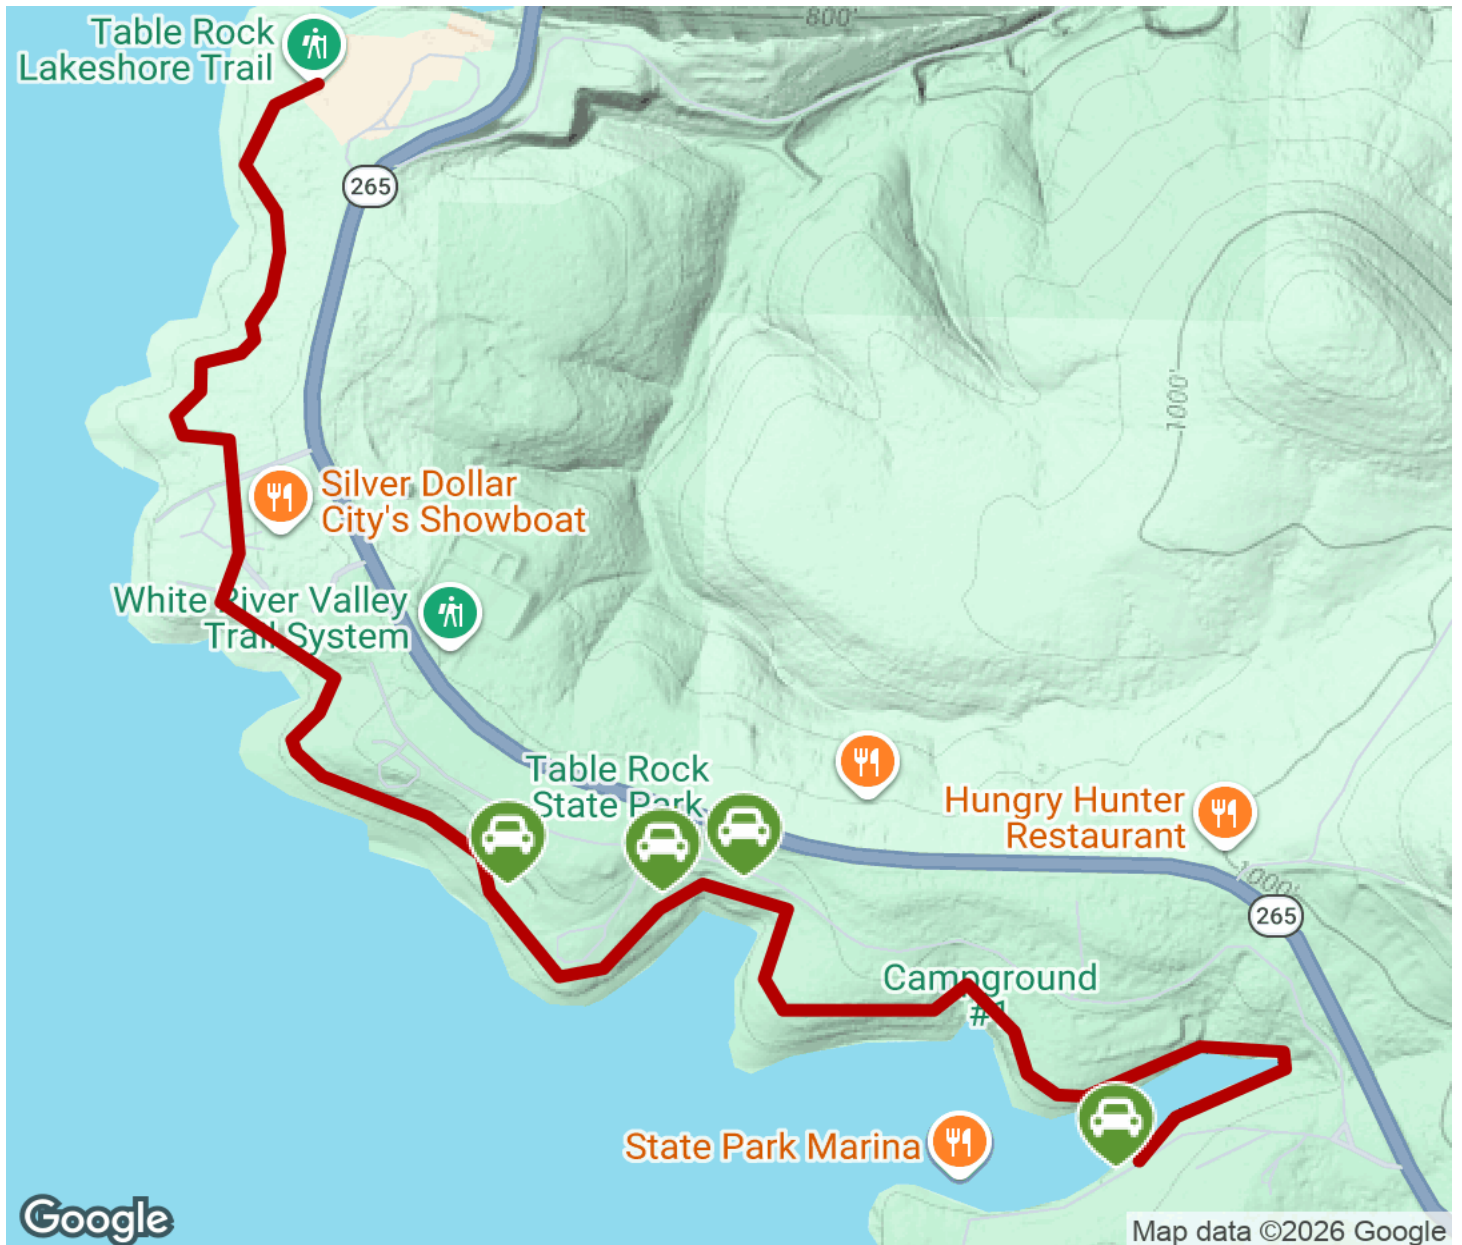 800'
Table Rock
Lakeshore Trail
265
1000'
Silver Dollar
City's Showboat
White River Valley
Trail System
Table Rock
State Park
Hungry Hunter
Restaurant
1000'
265
Campground
#1
State Park Marina
Google
Map data ©2026 Google